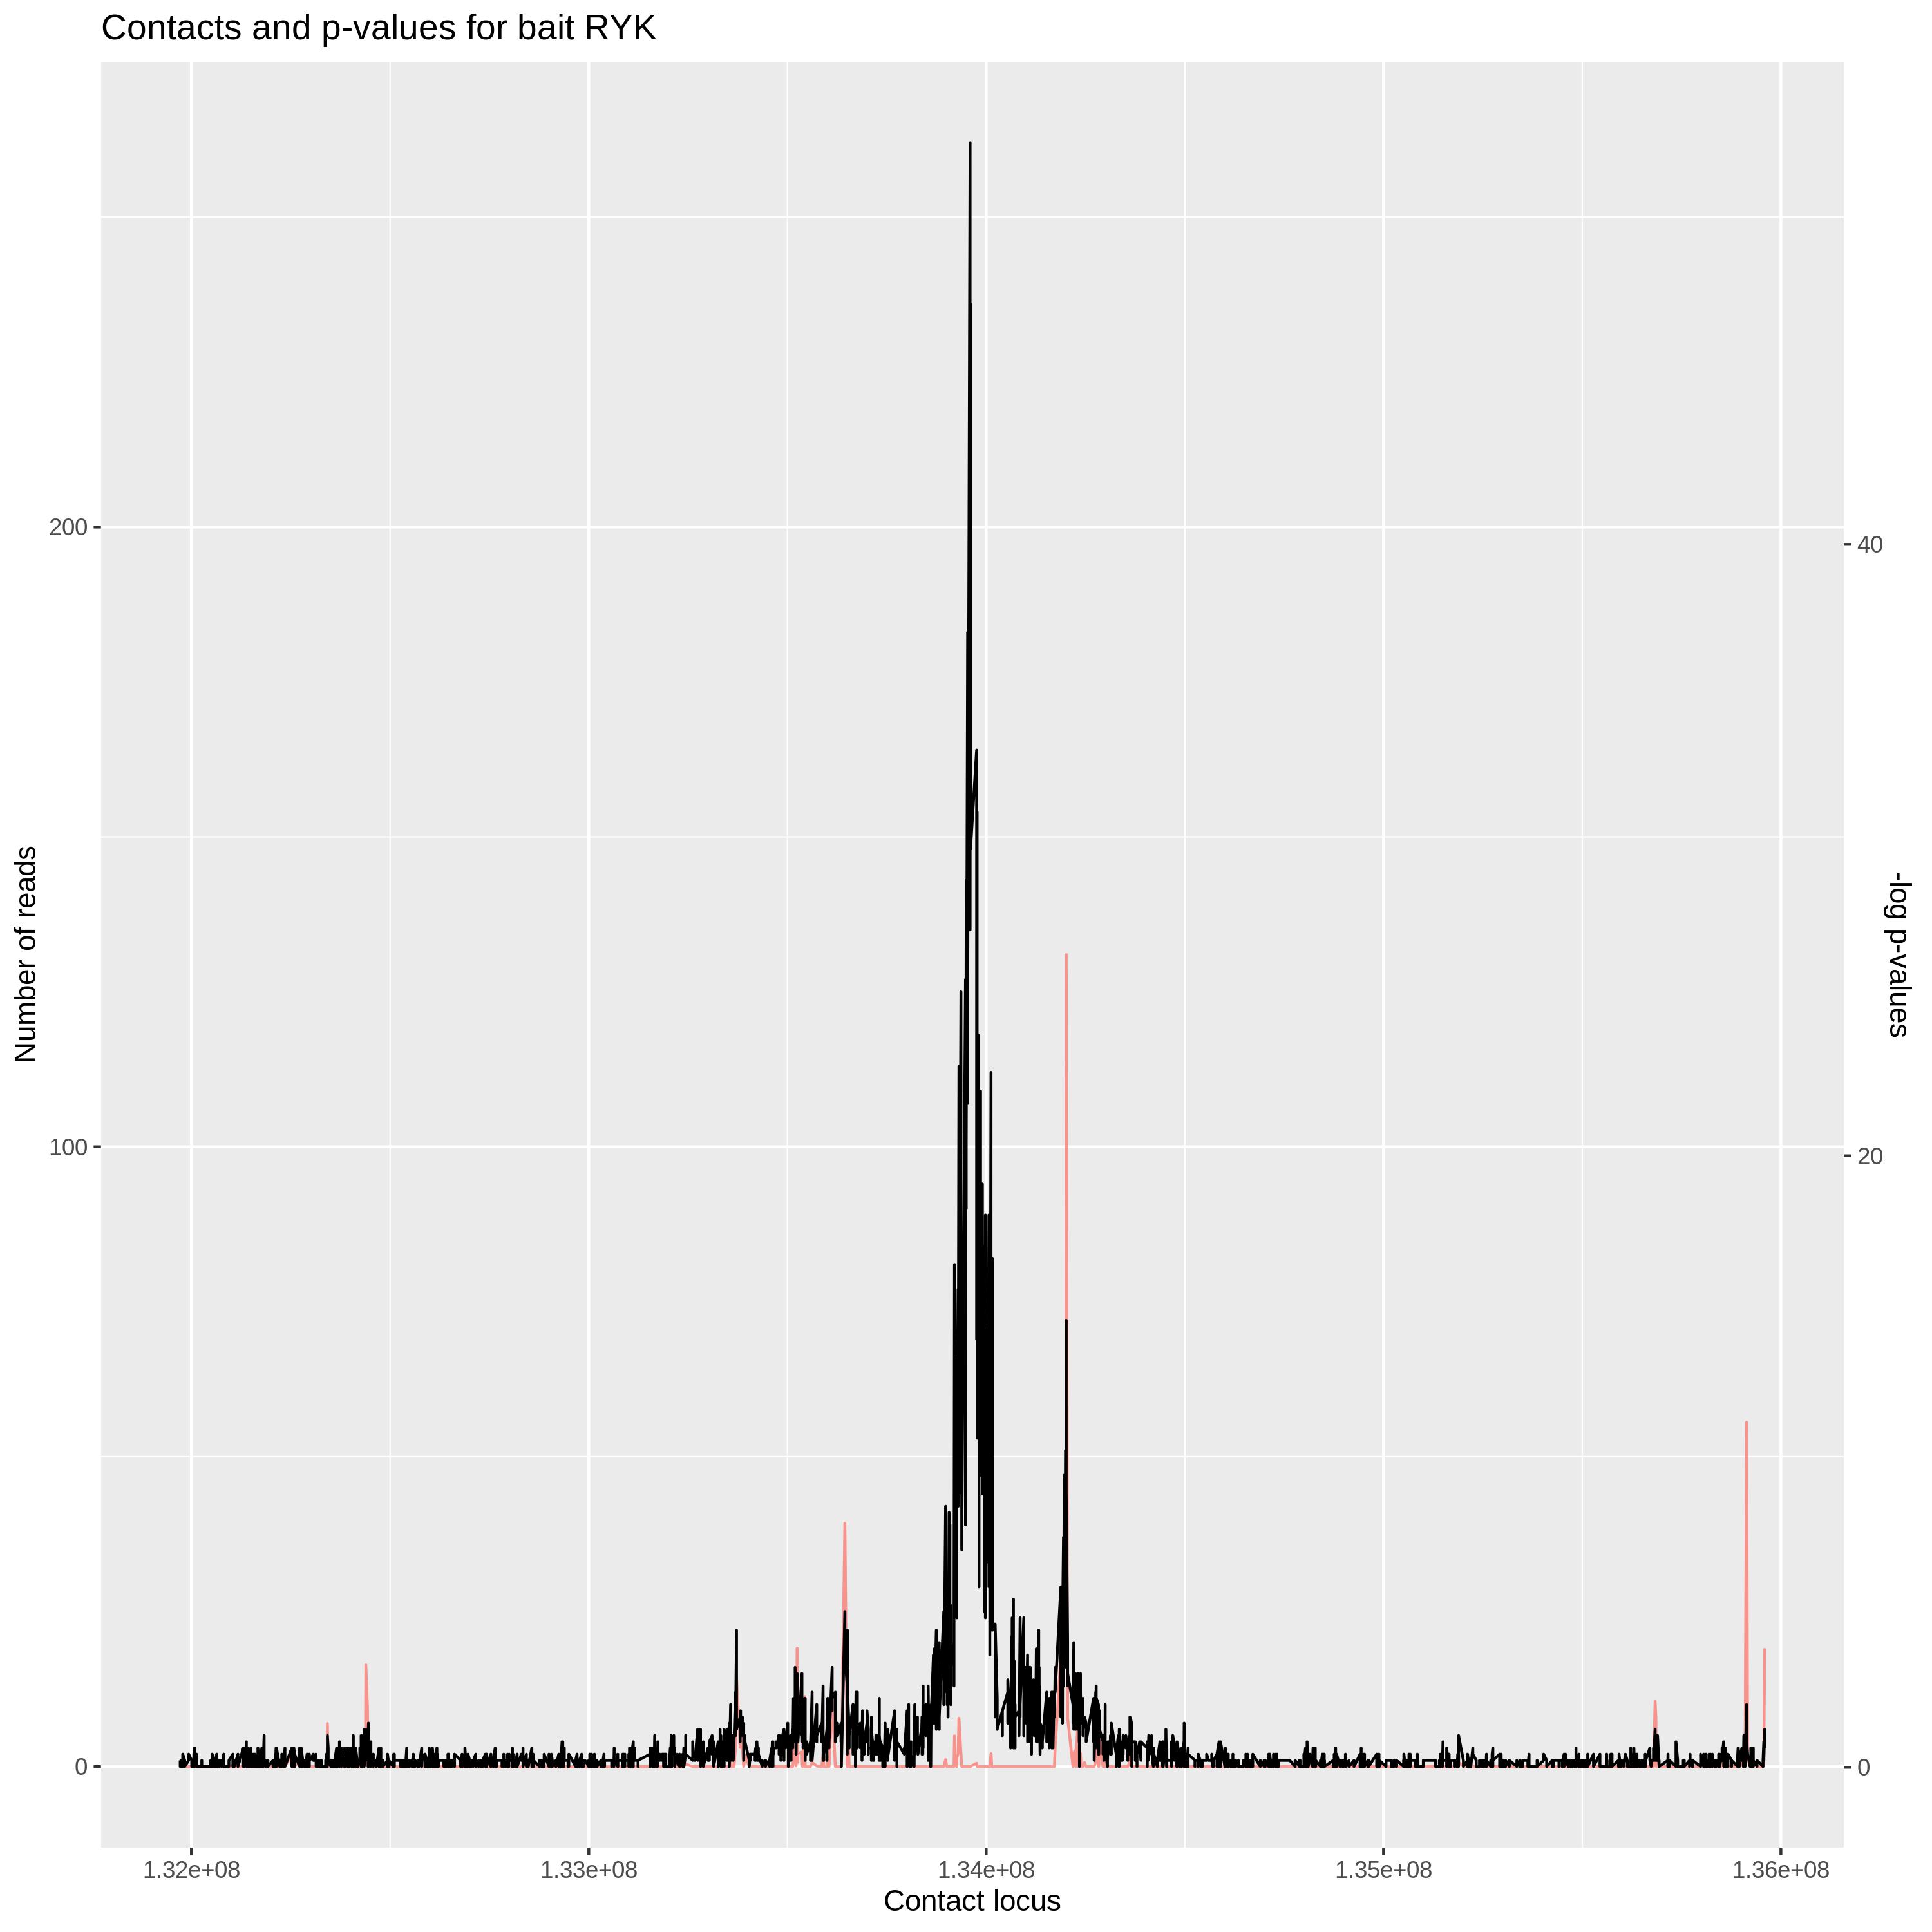 Contacts and p-values for bait RYK
200
100
0
Number of reads
40
20
0
-log p-values
1.32e+08
1.33e+08
1.34e+08
1.35e+08
1.36e+08
Contact locus